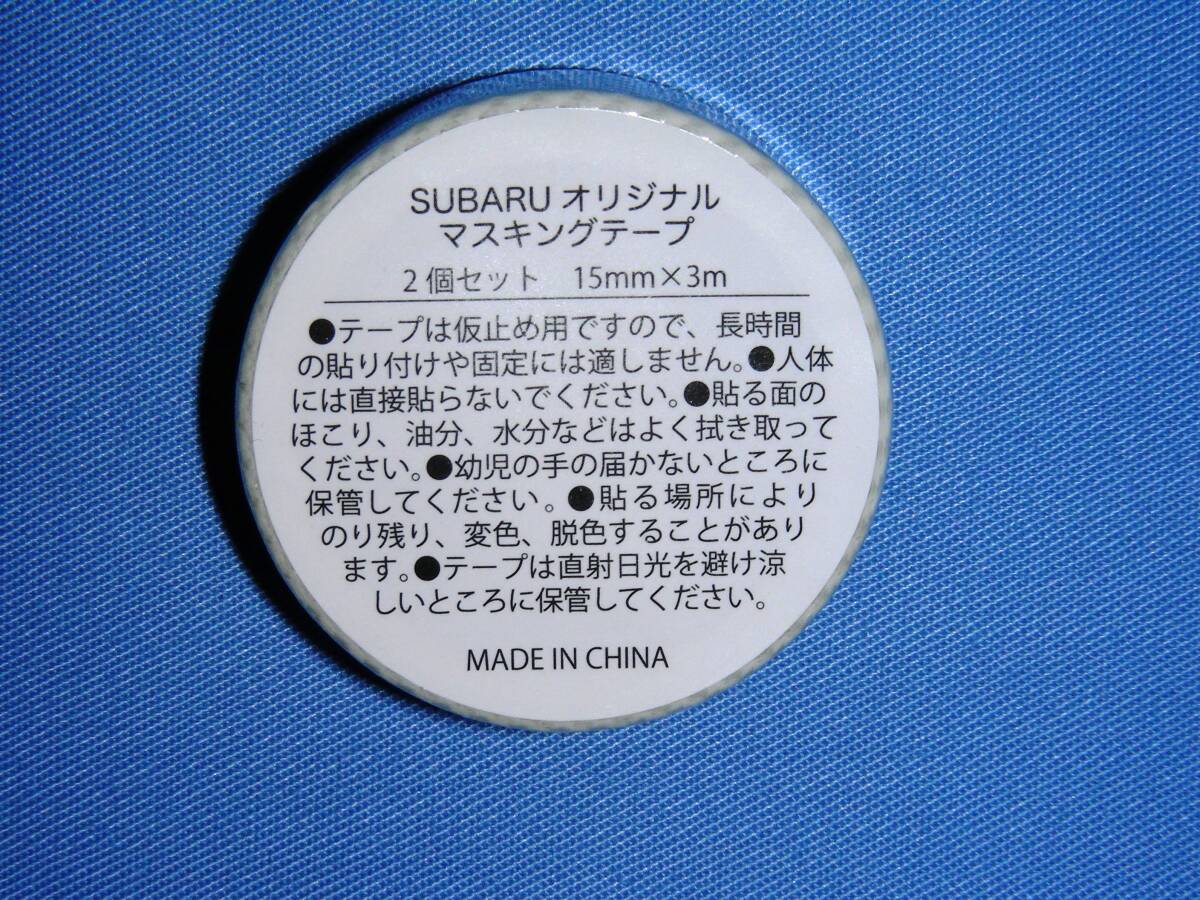 SUBARU オリジナル
マスキングテープ
2個セット　15mm×3m
●テープは仮止め用ですので、長時間
の貼り付けや固定には適しません。●人体
には直接貼らないでください。●貼る面の
ほこり、油分、水分などはよく拭き取って
ください。●幼児の手の届かないところに
保管してください。●貼る場所により
のり残り、変色、脱色することがあり
ます。●テープは直射日光を避け涼
しいところに保管してください。
MADE IN CHINA